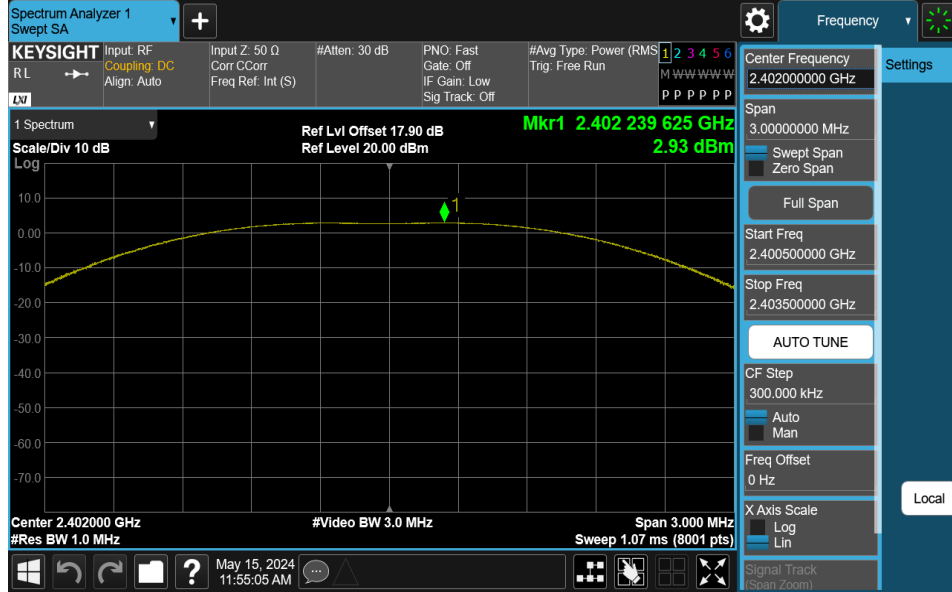 Spectrum Analyzer 1
Swept SA
+
Frequency
KEYSIGHT
RL
LXI
Input: RF
Coupling: DC
Align: Auto
Input Z: 50 Ω
Corr CCorr
Freq Ref: Int (S)
#Atten: 30 dB
PNO: Fast
Gate: Off
IF Gain: Low
Sig Track: Off
#Avg Type: Power (RMS
Trig: Free Run
1 2 3 4 5 6
M W W W W W
P P P P P P
1 Spectrum
Scale/Div 10 dB
Log
Ref Lvl Offset 17.90 dB
Ref Level 20.00 dBm
Mkr1 2.402 239 625 GHz
2.93 dBm
1
10.0
0.00
-10.0
-20.0
-30.0
-40.0
-50.0
-60.0
-70.0
Center 2.402000 GHz
#Res BW 1.0 MHz
#Video BW 3.0 MHz
Span 3.000 MHz
Sweep 1.07 ms (8001 pts)
Center Frequency
2.402000000 GHz
Span
3.00000000 MHz
Swept Span
Zero Span
Full Span
Start Freq
2.400500000 GHz
Stop Freq
2.403500000 GHz
AUTO TUNE
CF Step
300.000 kHz
Auto
Man
Freq Offset
0 Hz
X Axis Scale
Log
Lin
Signal Track
(Span Zoom)
Settings
Local
?
May 15, 2024
11:55:05 AM